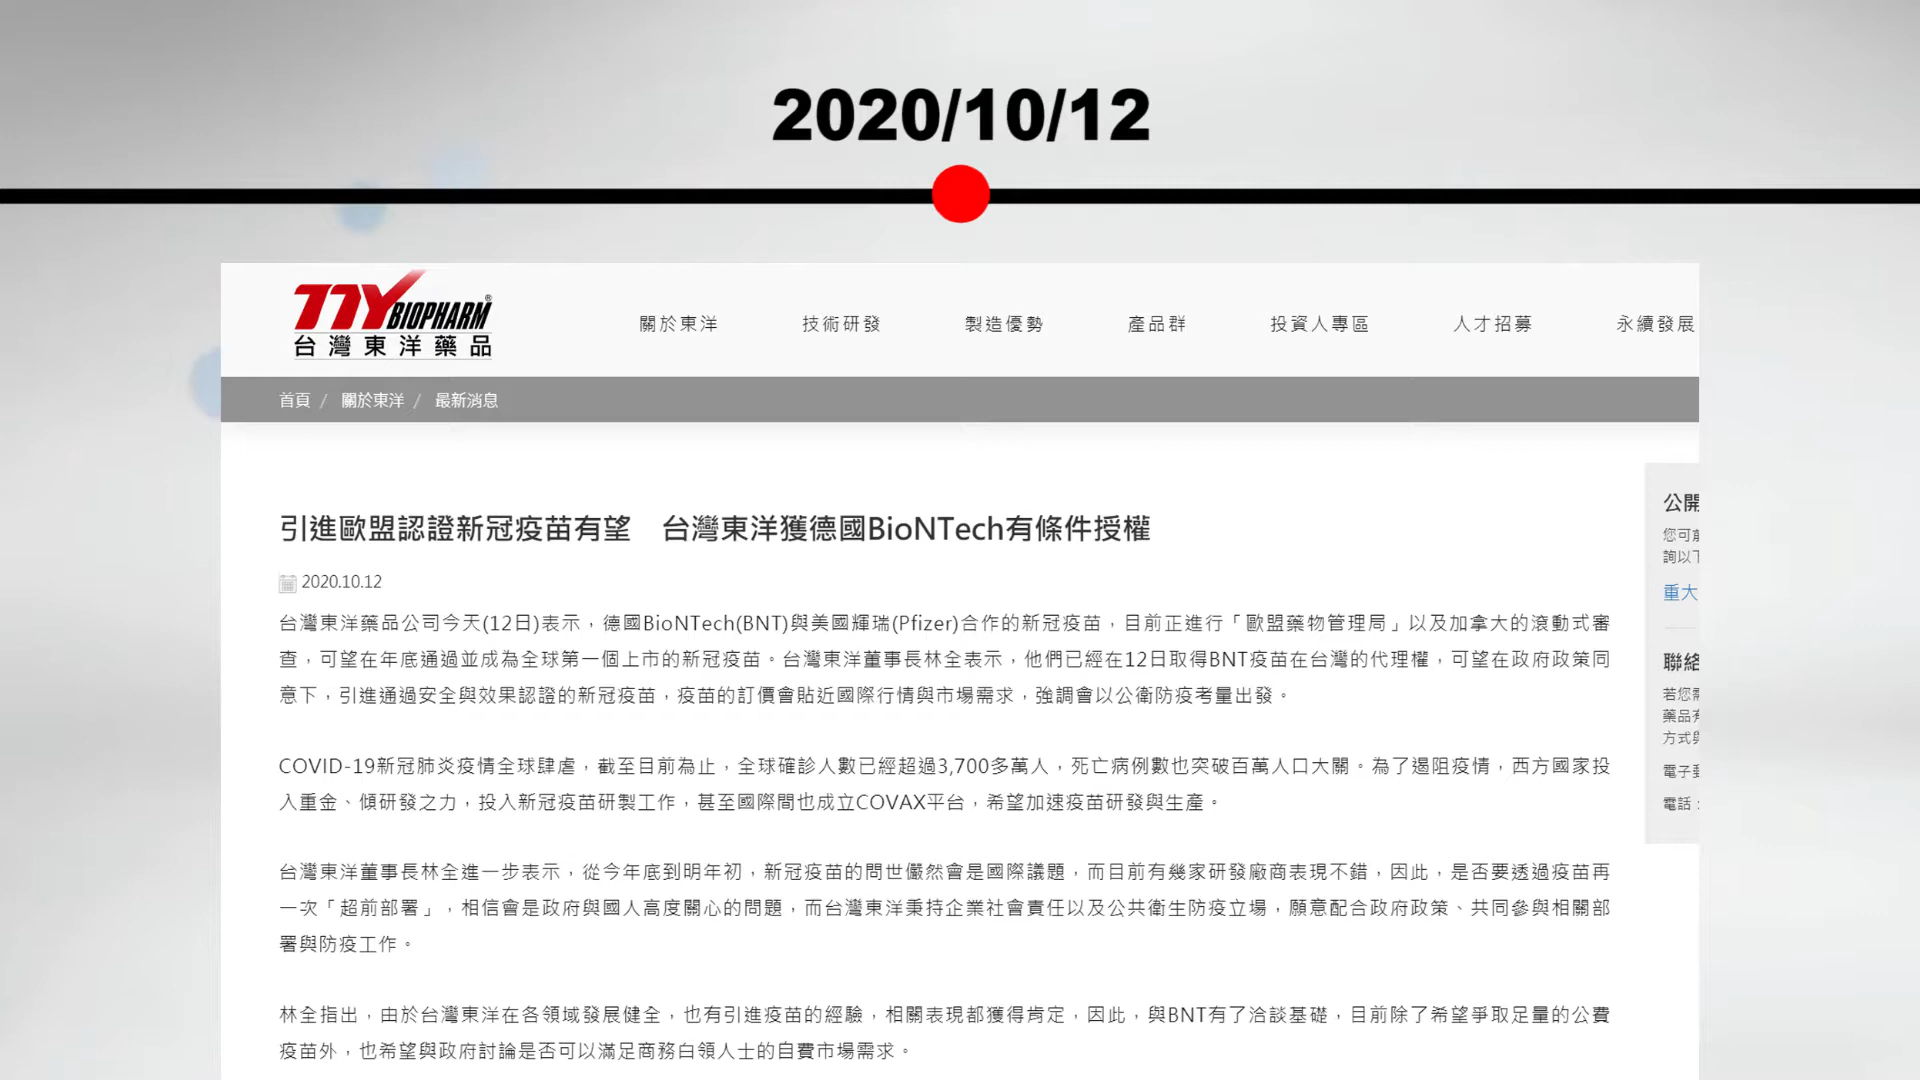 2020/10/12
TTY BIOPHARM®
台灣東洋藥品
關於東洋 技術研發 製造優勢 產品群 投資人專區 人才招募 永續發展
首頁 / 關於東洋 / 最新消息
引進歐盟認證新冠疫苗有望 台灣東洋獲德國BioNTech有條件授權
2020.10.12
台灣東洋藥品公司今天(12日)表示，德國BioNTech(BNT)與美國輝瑞(Pfizer)合作的新冠疫苗，目前正進行「歐盟藥物管理局」以及加拿大的滾動式審
查，可望在年底通過並成為全球第一個上市的新冠疫苗。台灣東洋董事長林全表示，他們已經在12日取得BNT疫苗在台灣的代理權，可望在政府政策同
意下，引進通過安全與效果認證的新冠疫苗，疫苗的訂價會貼近國際行情與市場需求，強調會以公衛防疫考量出發。
COVID-19新冠肺炎疫情全球肆虐，截至目前為止，全球確診人數已經超過3,700多萬人，死亡病例數也突破百萬人口大關。為了遏阻疫情，西方國家投
入重金、傾研發之力，投入新冠疫苗研製工作，甚至國際間也成立COVAX平台，希望加速疫苗研發與生產。
台灣東洋董事長林全進一步表示，從今年底到明年初，新冠疫苗的問世儼然會是國際議題，而目前有幾家研發廠商表現不錯，因此，是否要透過疫苗再
一次「超前部署」，相信會是政府與國人高度關心的問題，而台灣東洋秉持企業社會責任以及公共衛生防疫立場，願意配合政府政策、共同參與相關部
署與防疫工作。
林全指出，由於台灣東洋在各領域發展健全，也有引進疫苗的經驗，相關表現都獲得肯定，因此，與BNT有了洽談基礎，目前除了希望爭取足量的公費
疫苗外，也希望與政府討論是否可以滿足商務白領人士的自費市場需求。
公開
您可
詢以
重大
聯絡
若您
藥品
方式
電子
電話：